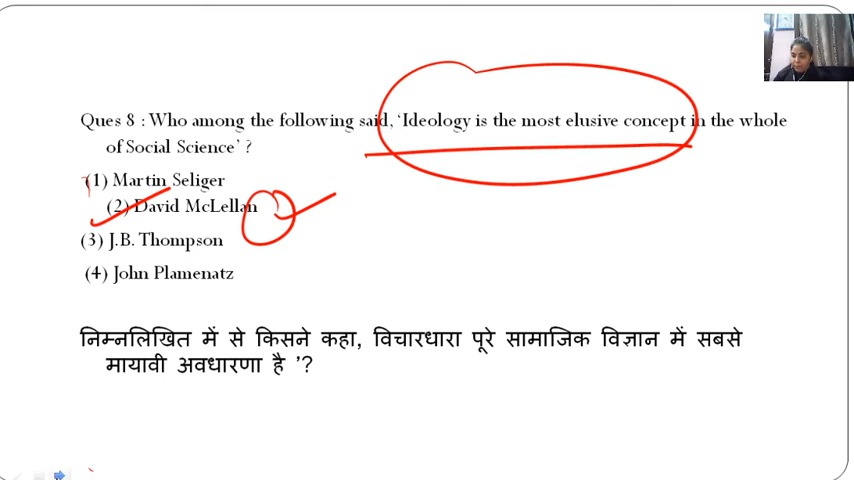 Ques 8 : Who among the following said, ‘Ideology is the most elusive concept in the whole
of Social Science’ ?
(1) Martin Seliger
(2) David McLellan
(3) J.B. Thompson
(4) John Plamenatz
निम्नलिखित में से किसने कहा, विचारधारा पूरे सामाजिक विज्ञान में सबसे
मायावी अवधारणा है ’?